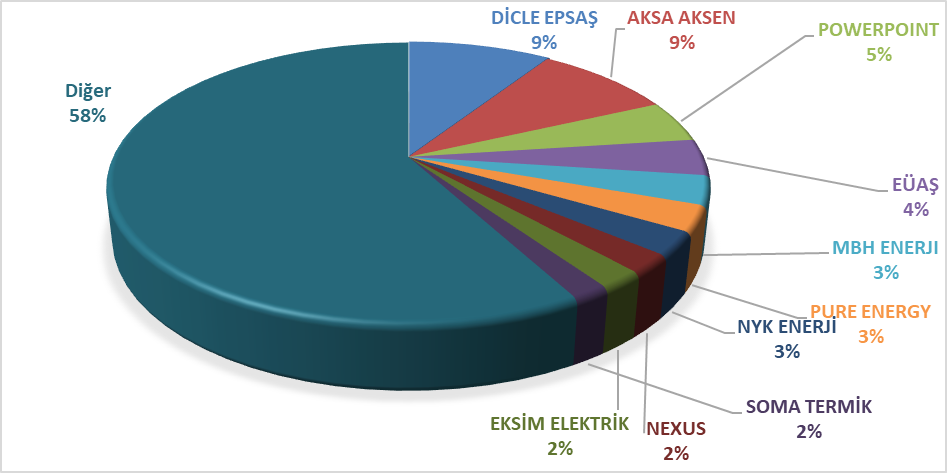 DİCLE EPSAŞ
9%
AKSA AKSEN
9%
POWERPOINT
5%
EÜAŞ
4%
MBH ENERJI
3%
PURE ENERGY
3%
NYK ENERJİ
3%
NEXUS
2%
EKSİM ELEKTRİK
2%
SOMA TERMİK
2%
Diğer
58%